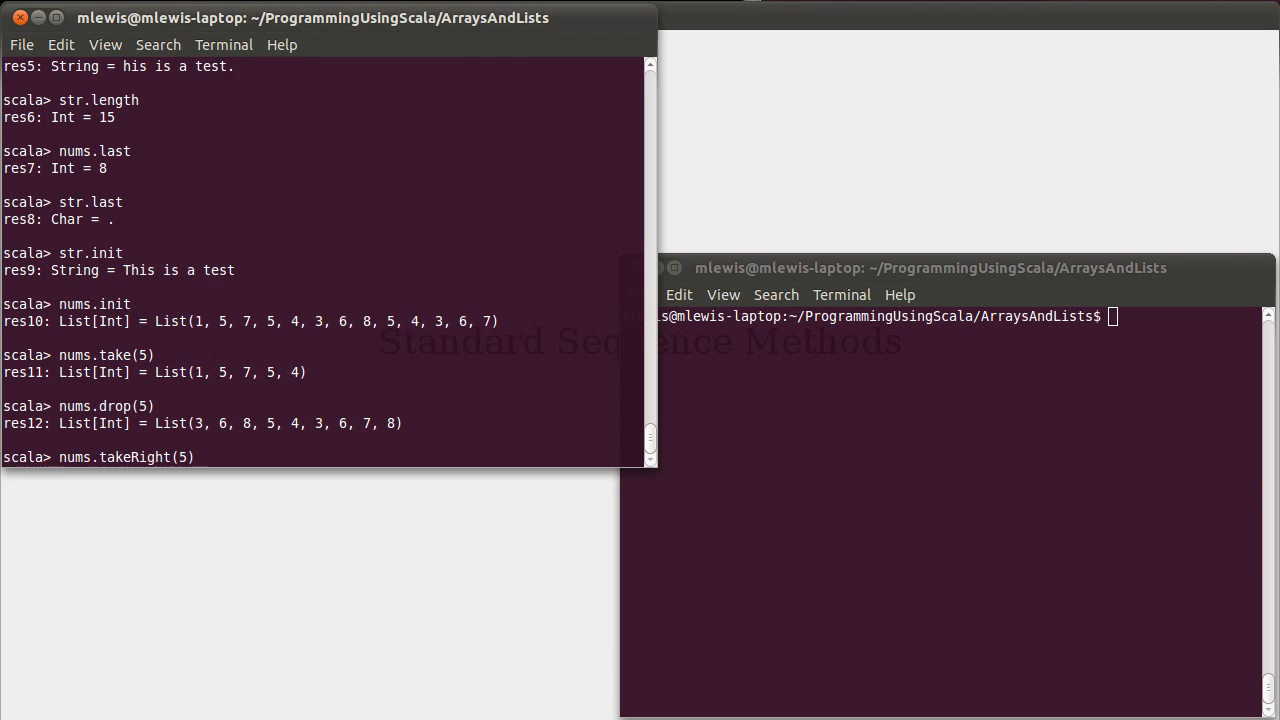 mlewis@mlewis-laptop: ~/ProgrammingUsingScala/ArraysAndLists
File Edit View Search Terminal Help
res5: String = his is a test.
scala> str.length
res6: Int = 15
scala> nums.last
res7: Int = 8
scala> str.last
res8: Char = .
scala> str.init
res9: String = This is a test
scala> nums.init
res10: List[Int] = List(1, 5, 7, 5, 4, 3, 6, 8, 5, 4, 3, 6, 7)
scala> nums.take(5)
res11: List[Int] = List(1, 5, 7, 5, 4)
scala> nums.drop(5)
res12: List[Int] = List(3, 6, 8, 5, 4, 3, 6, 7, 8)
scala> nums.takeRight(5)
mlewis@mlewis-laptop: ~/ProgrammingUsingScala/ArraysAndLists
Edit View Search Terminal Help
mlewis@mlewis-laptop:~/ProgrammingUsingScala/ArraysAndLists$
Standard Sequence Methods